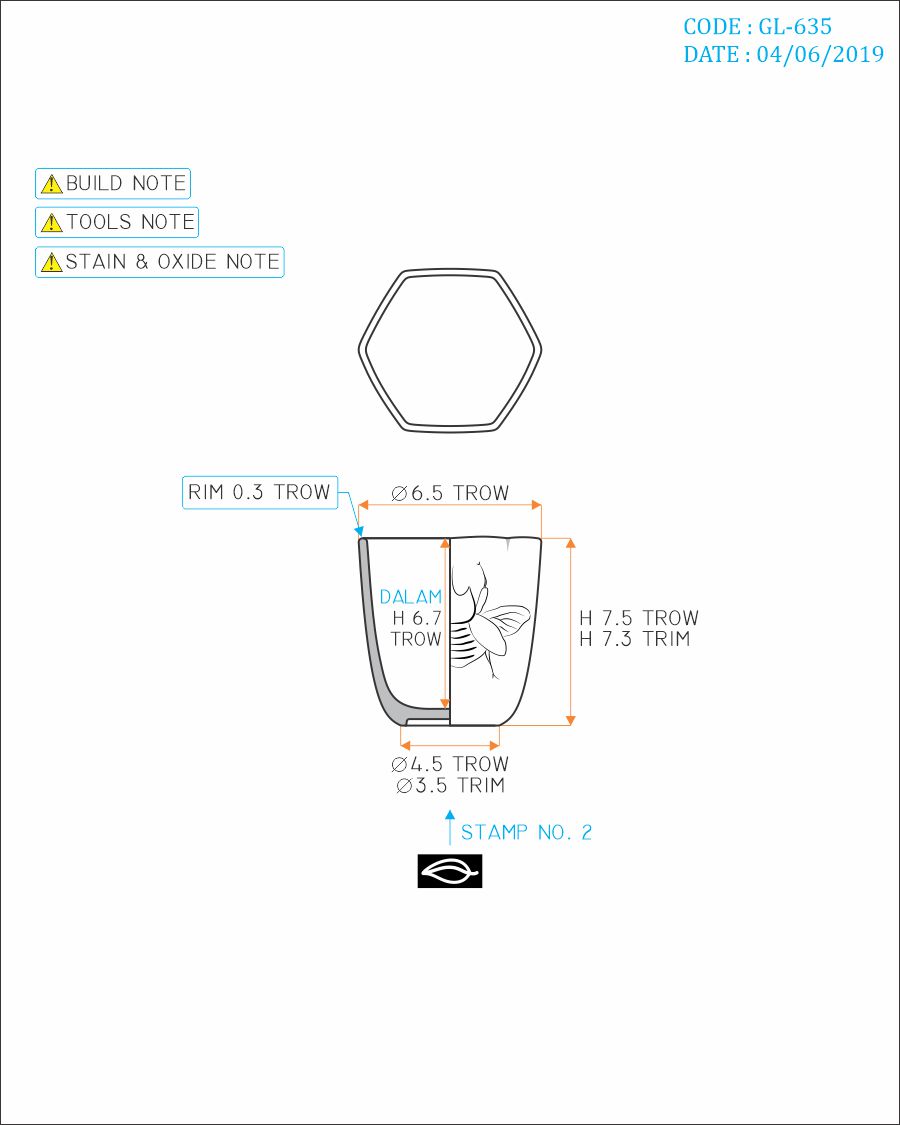 CODE : GL-635
DATE : 04/06/2019
BUILD NOTE
TOOLS NOTE
STAIN & OXIDE NOTE
RIM 0.3 TROW
∅6.5 TROW
DALAM
H 6.7
TROW
H 7.5 TROW
H 7.3 TRIM
∅4.5 TROW
∅3.5 TRIM
STAMP NO. 2